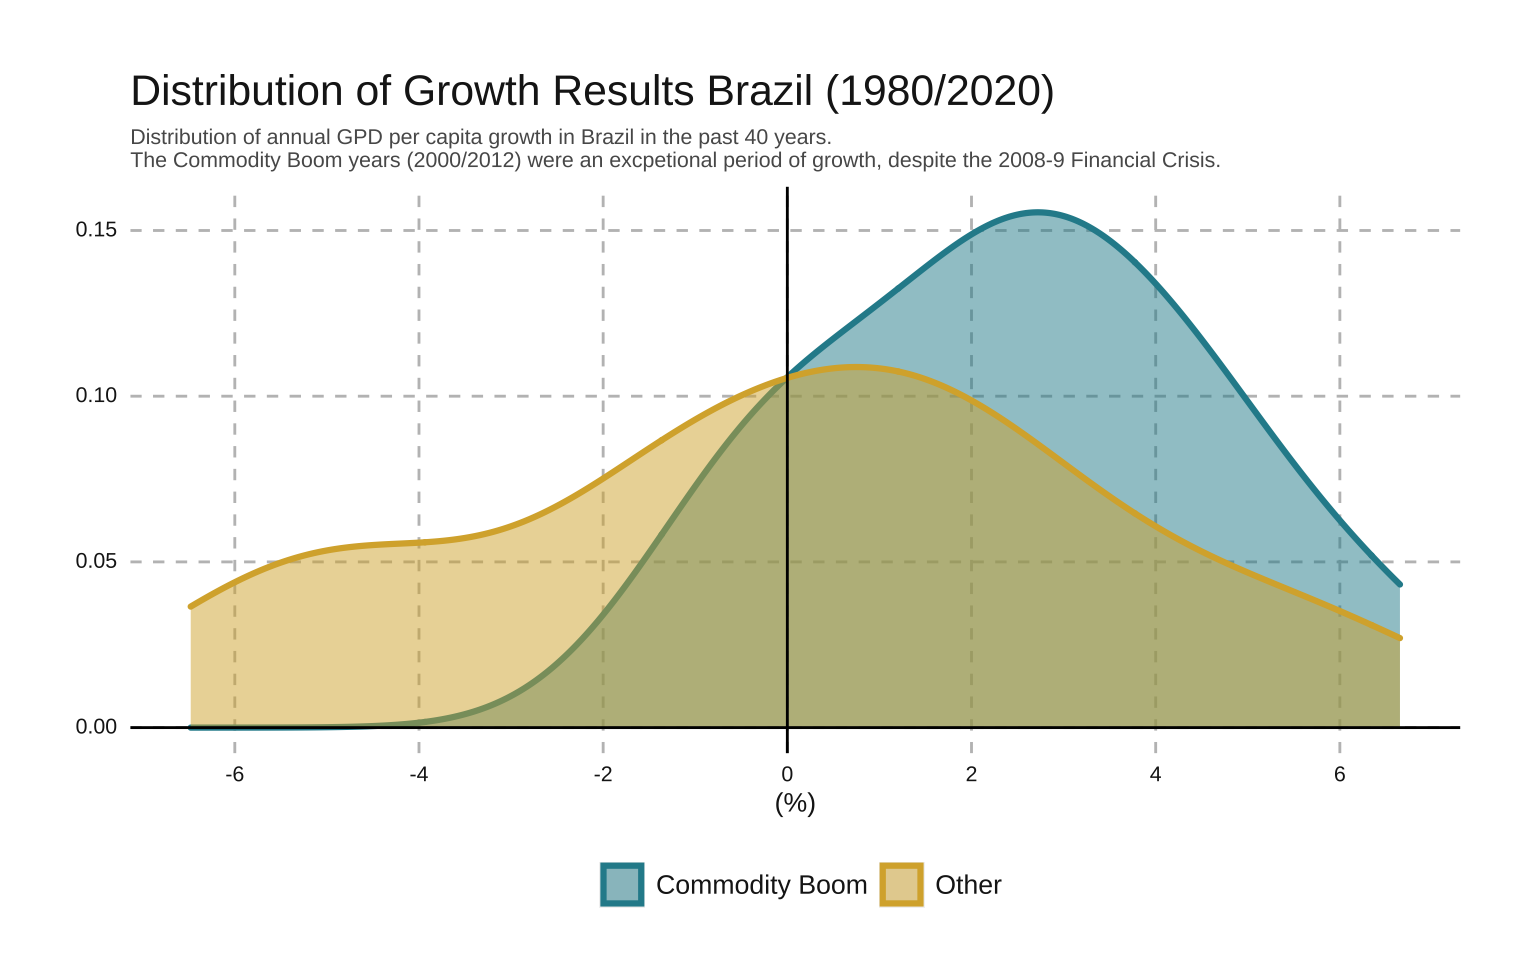 Distribution of Growth Results Brazil (1980/2020)
Distribution of annual GPD per capita growth in Brazil in the past 40 years.
The Commodity Boom years (2000/2012) were an excpetional period of growth, despite the 2008-9 Financial Crisis.
0.15
0.10
0.05
0.00
-6 -4 -2 0 2 4 6
(%)
Commodity Boom Other